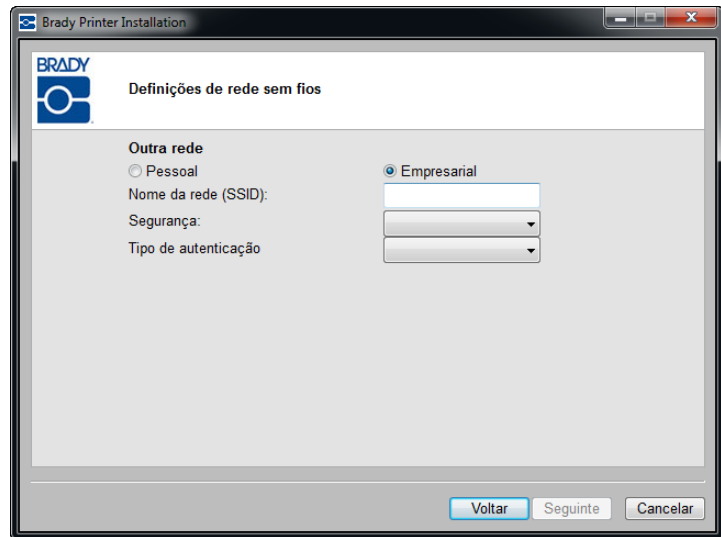 Brady Printer Installation
BRADY
Definições de rede sem fios
Outra rede
Pessoal Empresarial
Nome da rede (SSID):
Segurança:
Tipo de autenticação
Voltar Seguinte Cancelar